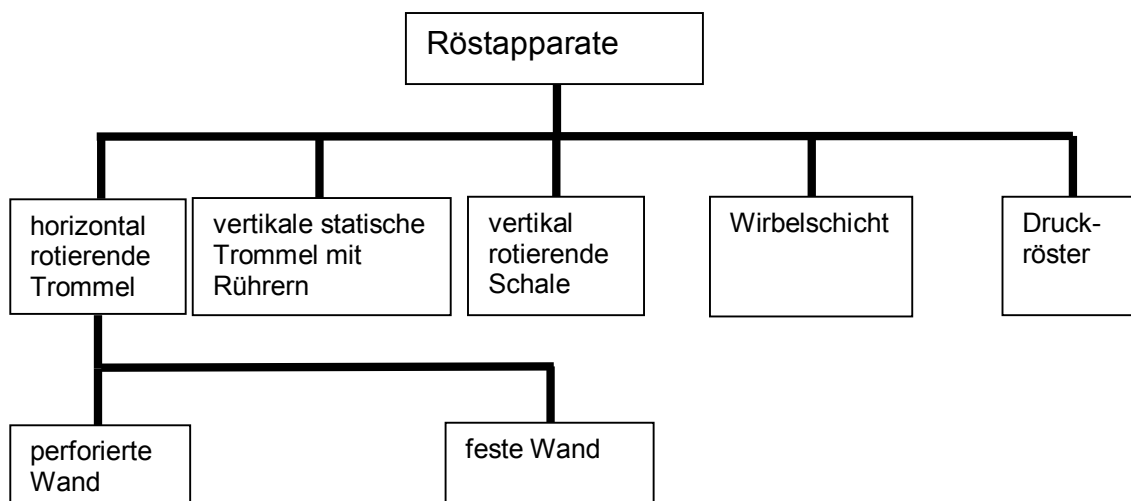 Röstapparate
horizontal
rotierende
Trommel
vertikale statische
Trommel mit
Rührern
vertikal
rotierende
Schale
Wirbelschicht
Druck-
röster
perforierte
Wand
feste Wand